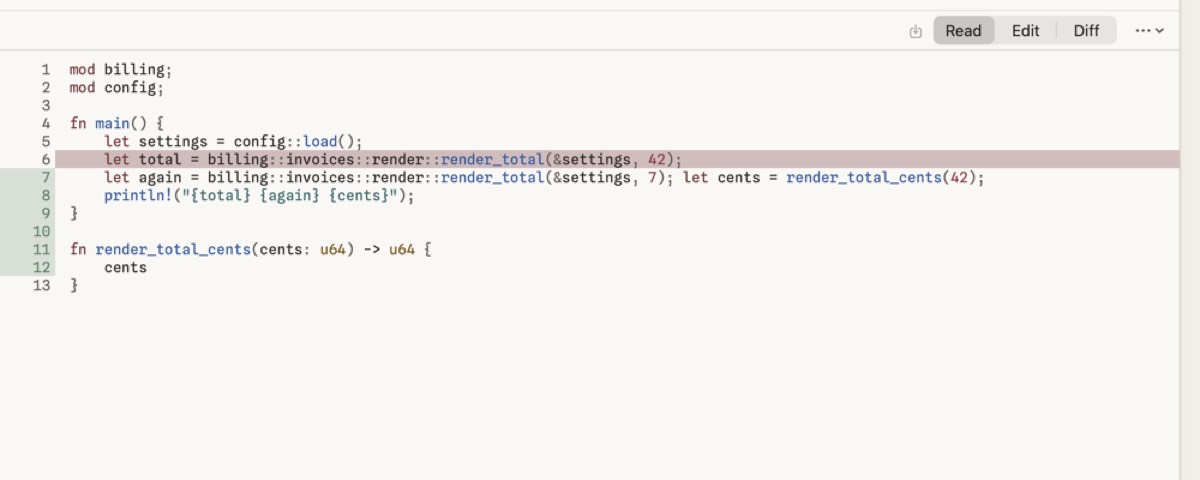 Read Edit Diff
1 mod billing;
2 mod config;
3
4 fn main() {
5     let settings = config::load();
6     let total = billing::invoices::render::render_total(&settings, 42);
7     let again = billing::invoices::render::render_total(&settings, 7); let cents = render_total_cents(42);
8     println!("{total} {again} {cents}");
9 }
10
11 fn render_total_cents(cents: u64) -> u64 {
12     cents
13 }